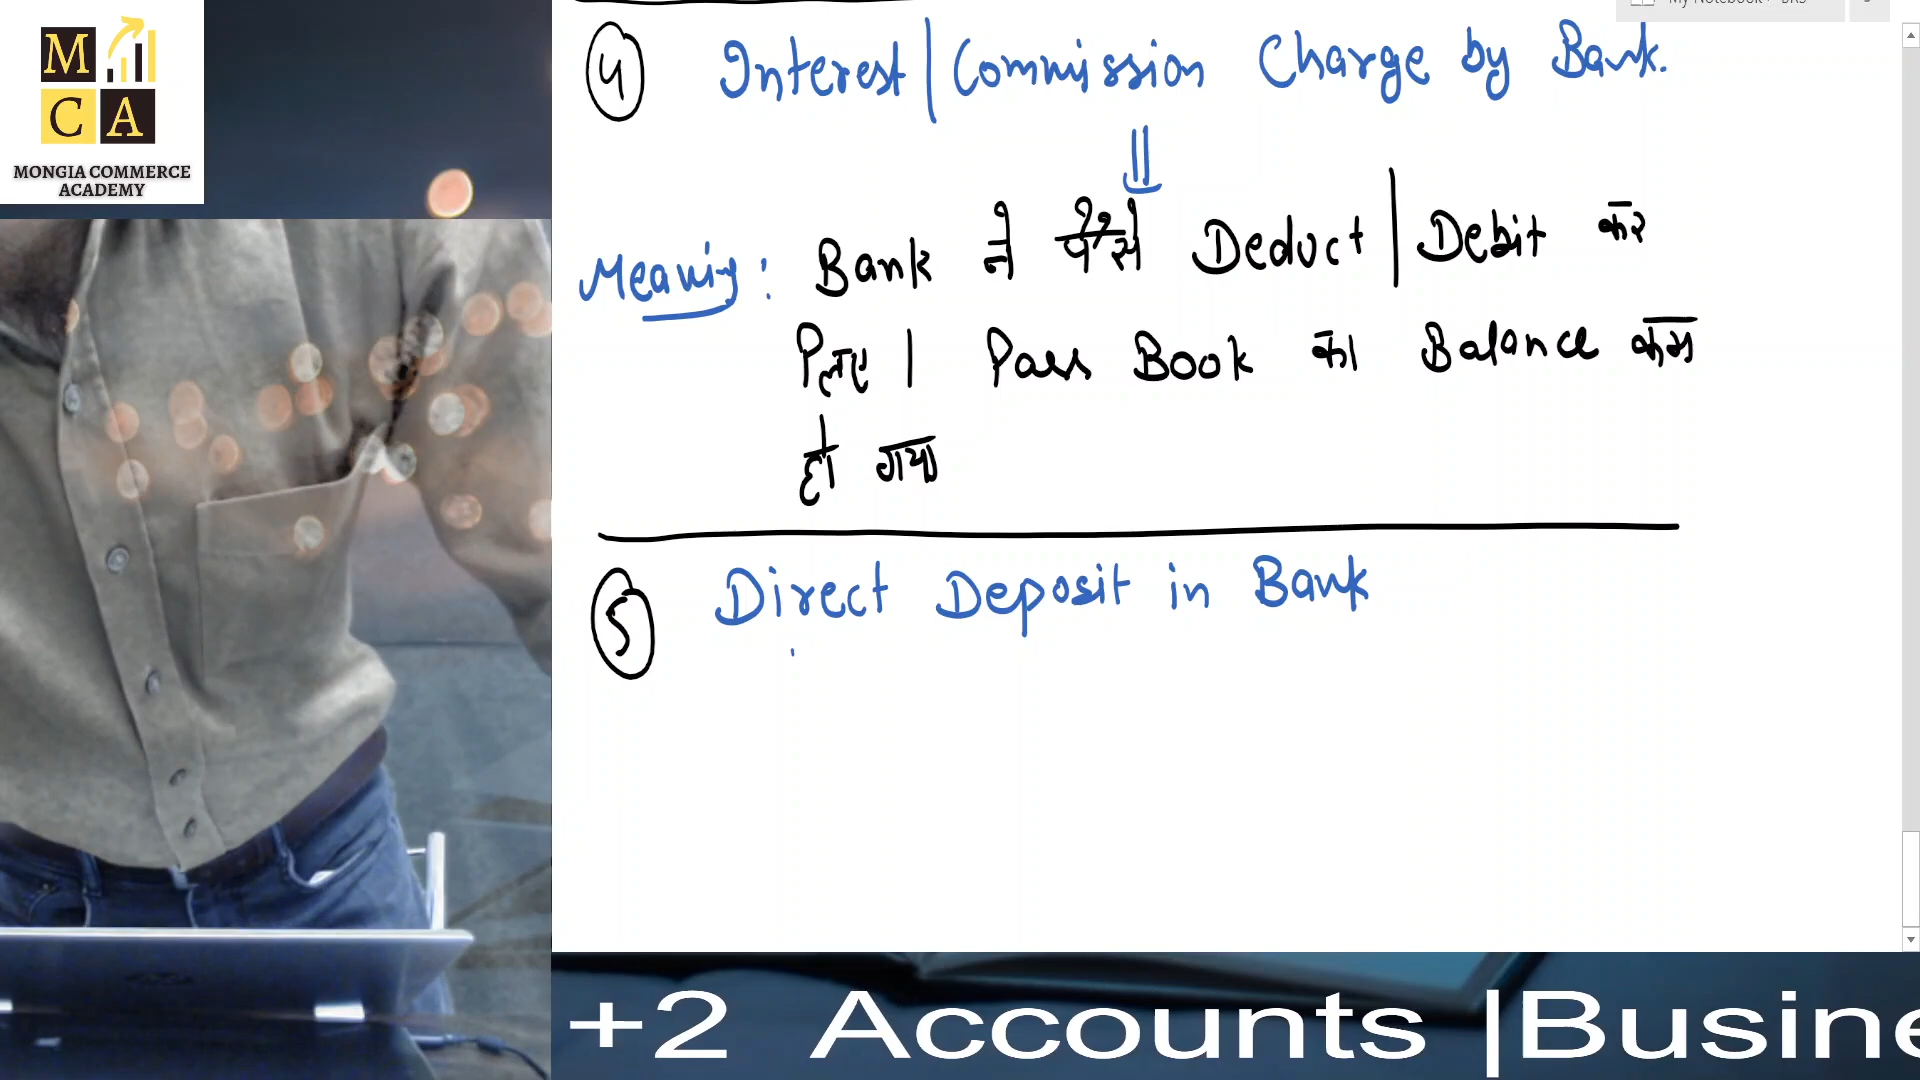 M
C A
MONGIA COMMERCE
ACADEMY
4 Interest | Commission Charge by Bank.
Meaning: Bank ने पैसे Deduct | Debit कर
लिए | Pass Book का Balance कम
हो गया
5 Direct Deposit in Bank
+2 Accounts |Busine